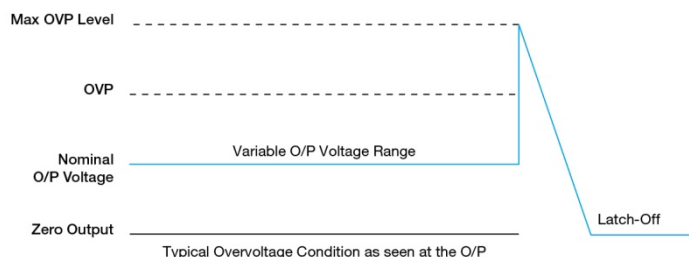 Max OVP Level
OVP
Variable O/P Voltage Range
Nominal
O/P Voltage
Latch-Off
Zero Output
Typical Overvoltage Condition as seen at the O/P